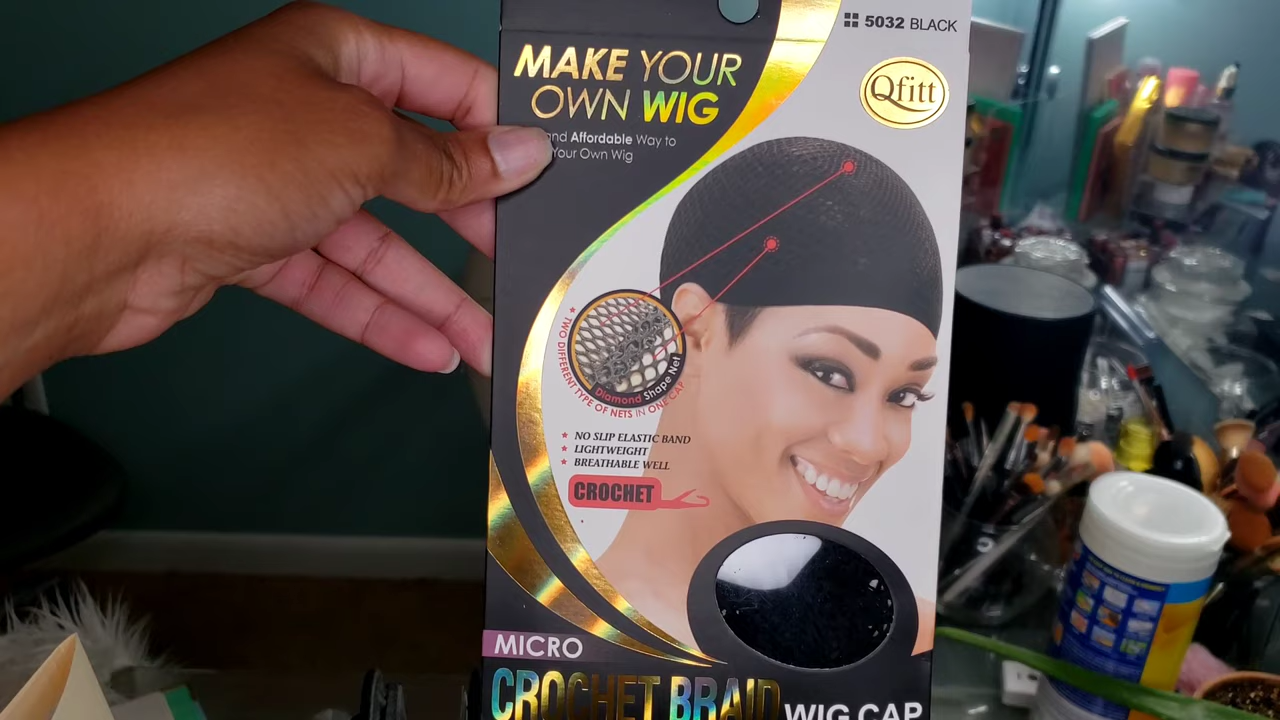 5032 BLACK
Qfitt
MAKE YOUR
OWN WIG
and Affordable Way to
Your Own Wig
TWO DIFFERENT TYPE OF NETS IN ONE CAP
Diamond Shape Net
NO SLIP ELASTIC BAND
LIGHTWEIGHT
BREATHABLE WELL
CROCHET
MICRO
CROCHET BRAID WIG CAP